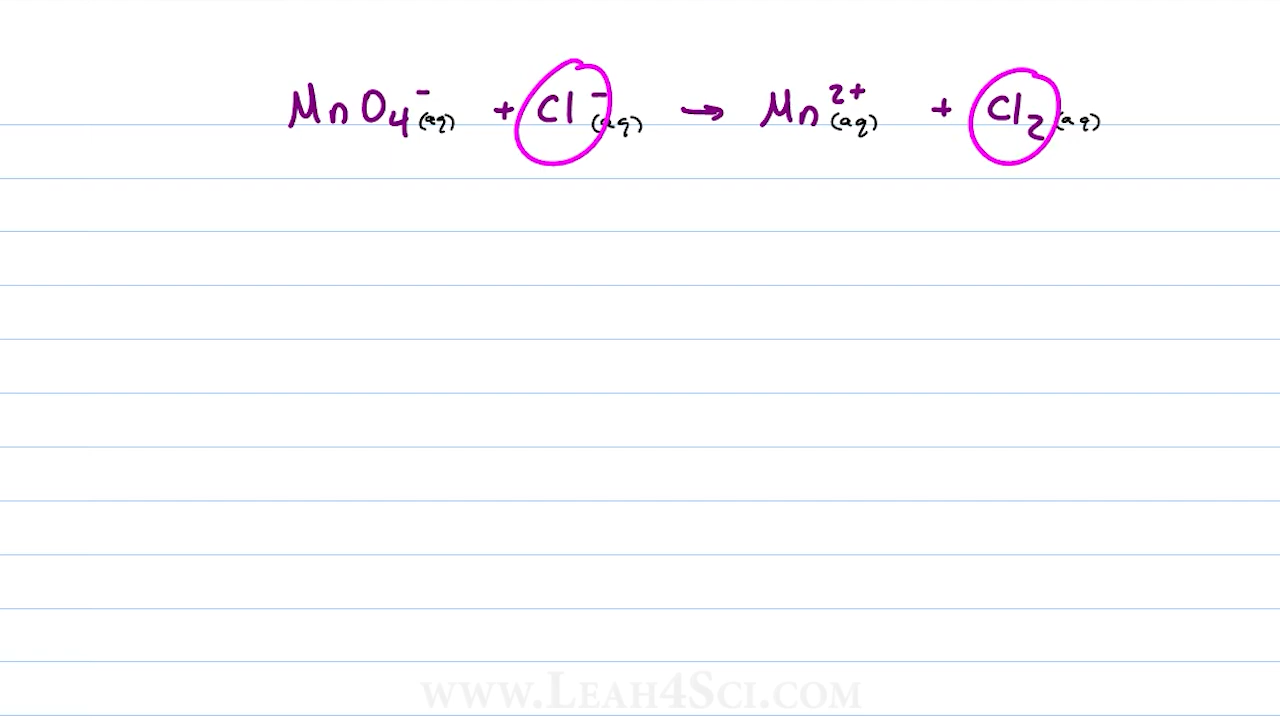 MnO₄⁻(aq) + Cl⁻(aq) → Mn²⁺(aq) + Cl₂(aq)
www.Leah4Sci.com